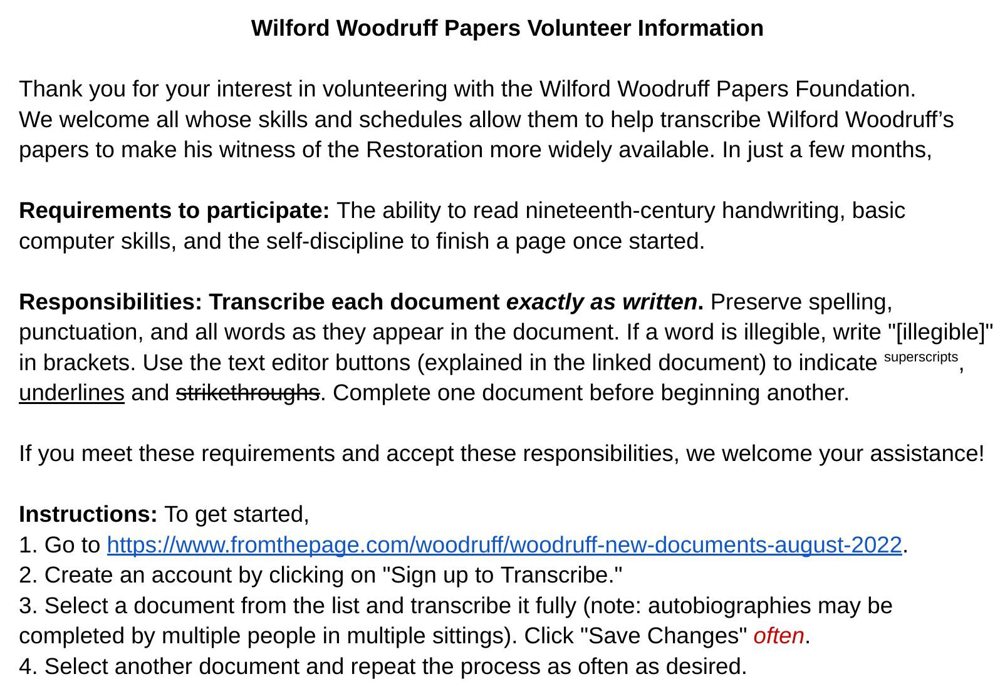 Wilford Woodruff Papers Volunteer Information
Thank you for your interest in volunteering with the Wilford Woodruff Papers Foundation.
We welcome all whose skills and schedules allow them to help transcribe Wilford Woodruff’s
papers to make his witness of the Restoration more widely available. In just a few months,
Requirements to participate: The ability to read nineteenth-century handwriting, basic
computer skills, and the self-discipline to finish a page once started.
Responsibilities: Transcribe each document exactly as written. Preserve spelling,
punctuation, and all words as they appear in the document. If a word is illegible, write "[illegible]"
in brackets. Use the text editor buttons (explained in the linked document) to indicate superscripts,
underlines and strikethroughs. Complete one document before beginning another.
If you meet these requirements and accept these responsibilities, we welcome your assistance!
Instructions: To get started,
1. Go to https://www.fromthepage.com/woodruff/woodruff-new-documents-august-2022.
2. Create an account by clicking on "Sign up to Transcribe."
3. Select a document from the list and transcribe it fully (note: autobiographies may be
completed by multiple people in multiple sittings). Click "Save Changes" often.
4. Select another document and repeat the process as often as desired.